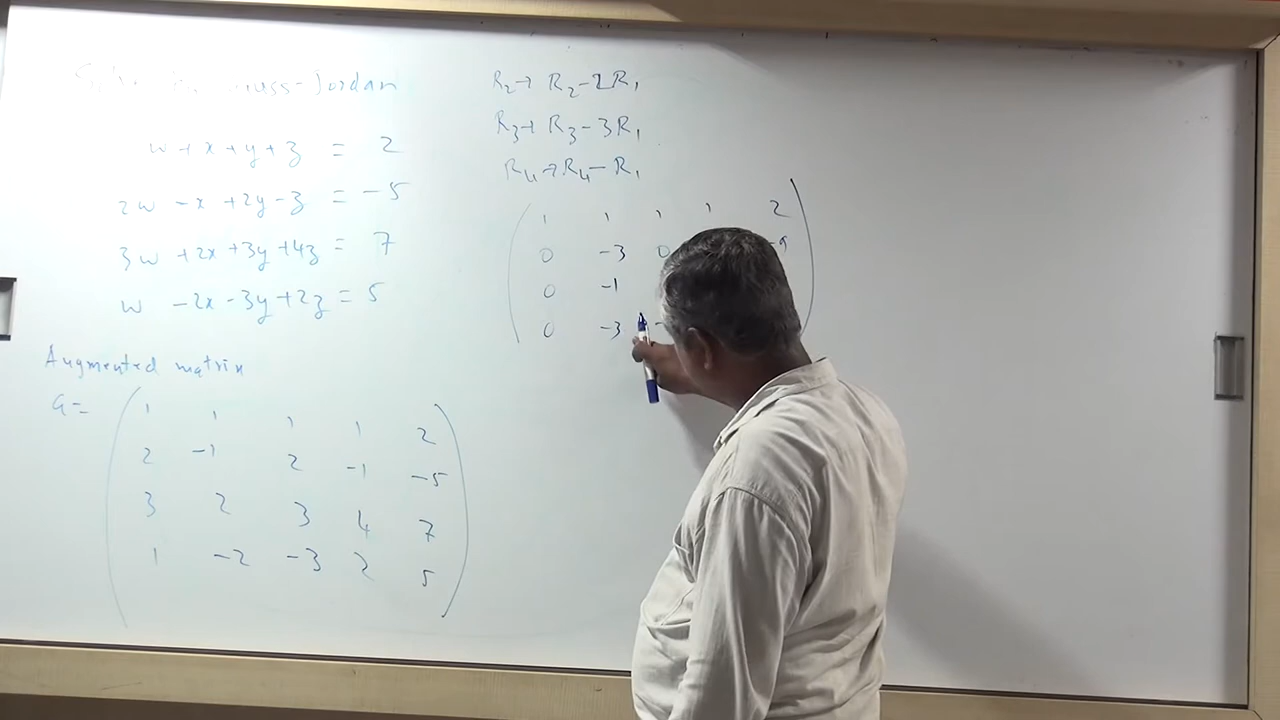 Gauss-Jordan
w + x + y + z = 2
2w - x + 2y - z = -5
3w + 2x + 3y + 4z = 7
w - 2x - 3y + 2z = 5
Augmented matrix
G =
1 1 1 1 2
2 -1 2 -1 -5
3 2 3 4 7
1 -2 -3 2 5
R₂ → R₂ - 2R₁
R₃ → R₃ - 3R₁
R₄ → R₄ - R₁
1 1 1 1 2
0 -3 0 -9
0 -1
0 -3 -